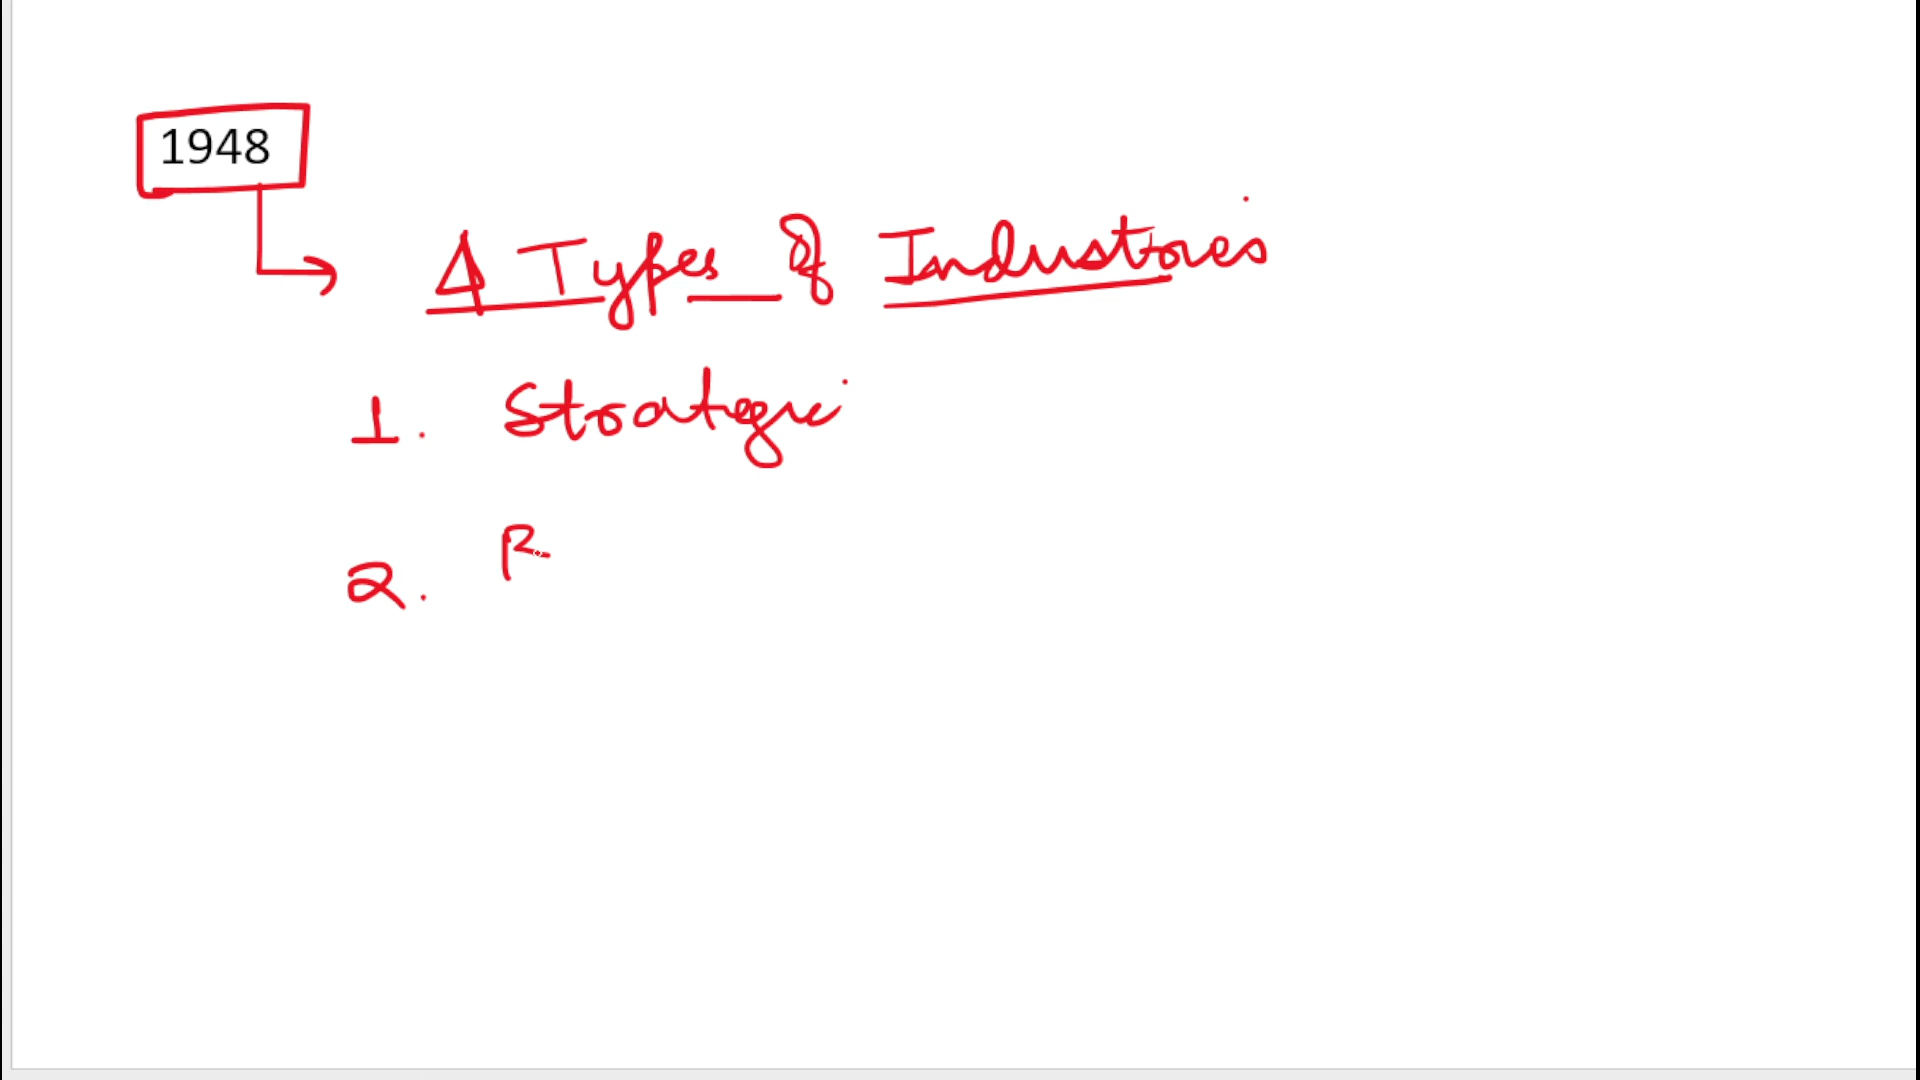 1948
4 Types of Industries
1. Strategic
2.